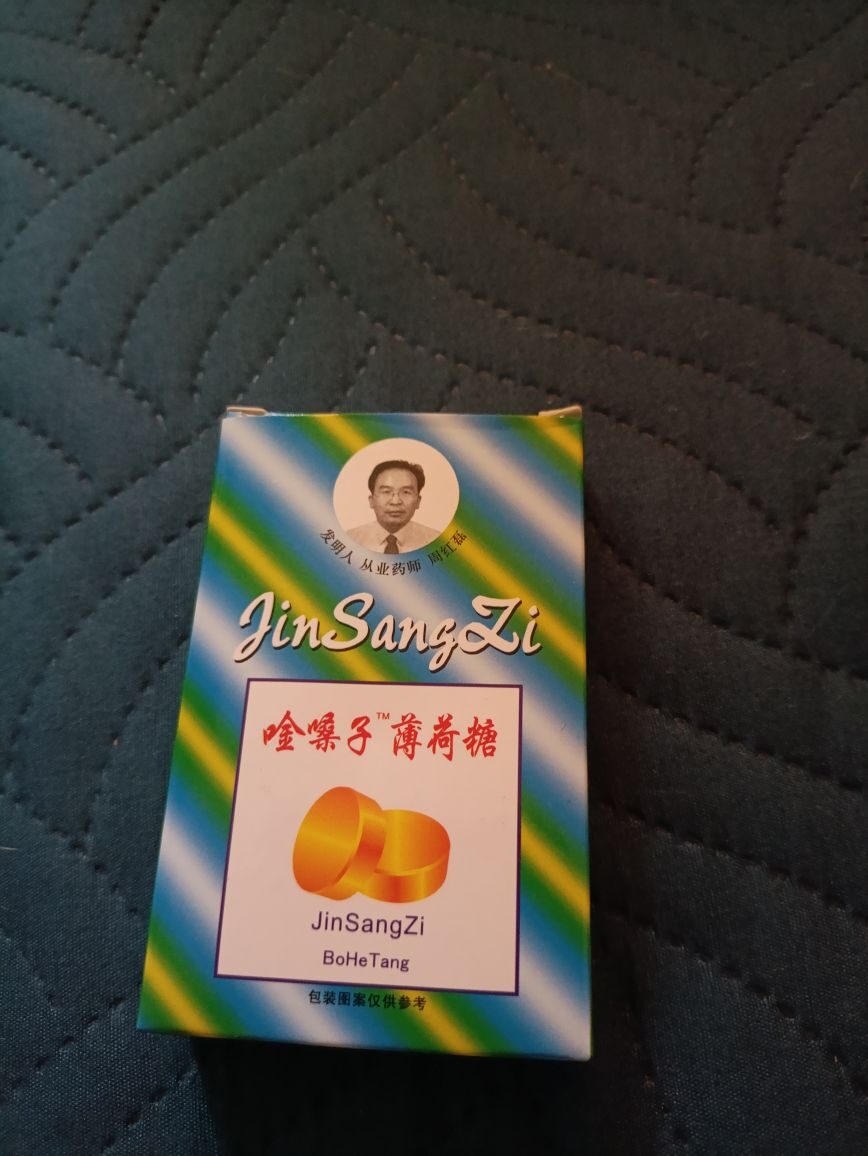 发明人 从业药师 周红磊
JinSangZi
唫嗓子™薄荷糖
JinSangZi
BoHeTang
包装图案仅供参考